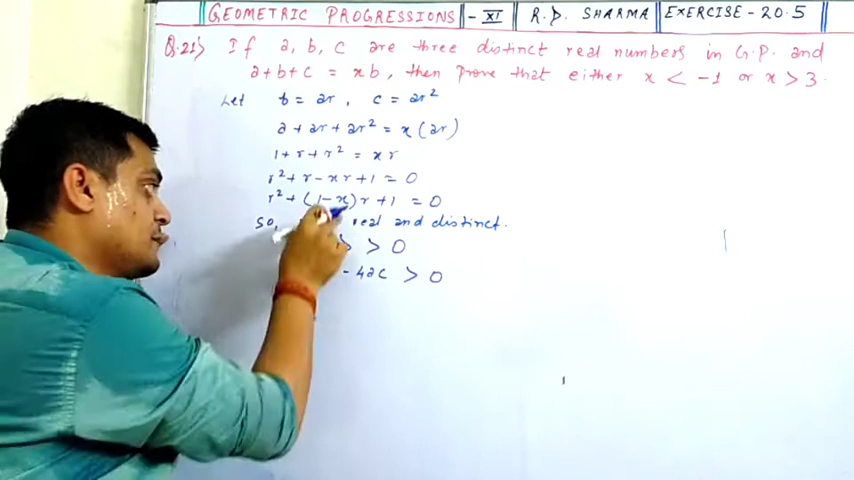 GEOMETRIC PROGRESSIONS - XI R.D. SHARMA EXERCISE - 20.5
Q.21) If a, b, c are three distinct real numbers in G.P. and
a+b+c = xb, then prove that either x < -1 or x > 3.
Let b = ar, c = ar²
a + ar + ar² = x(ar)
1 + r + r² = xr
r² + r - xr + 1 = 0
r² + (1-x)r + 1 = 0
So, real and distinct.
> 0
- 4ac > 0